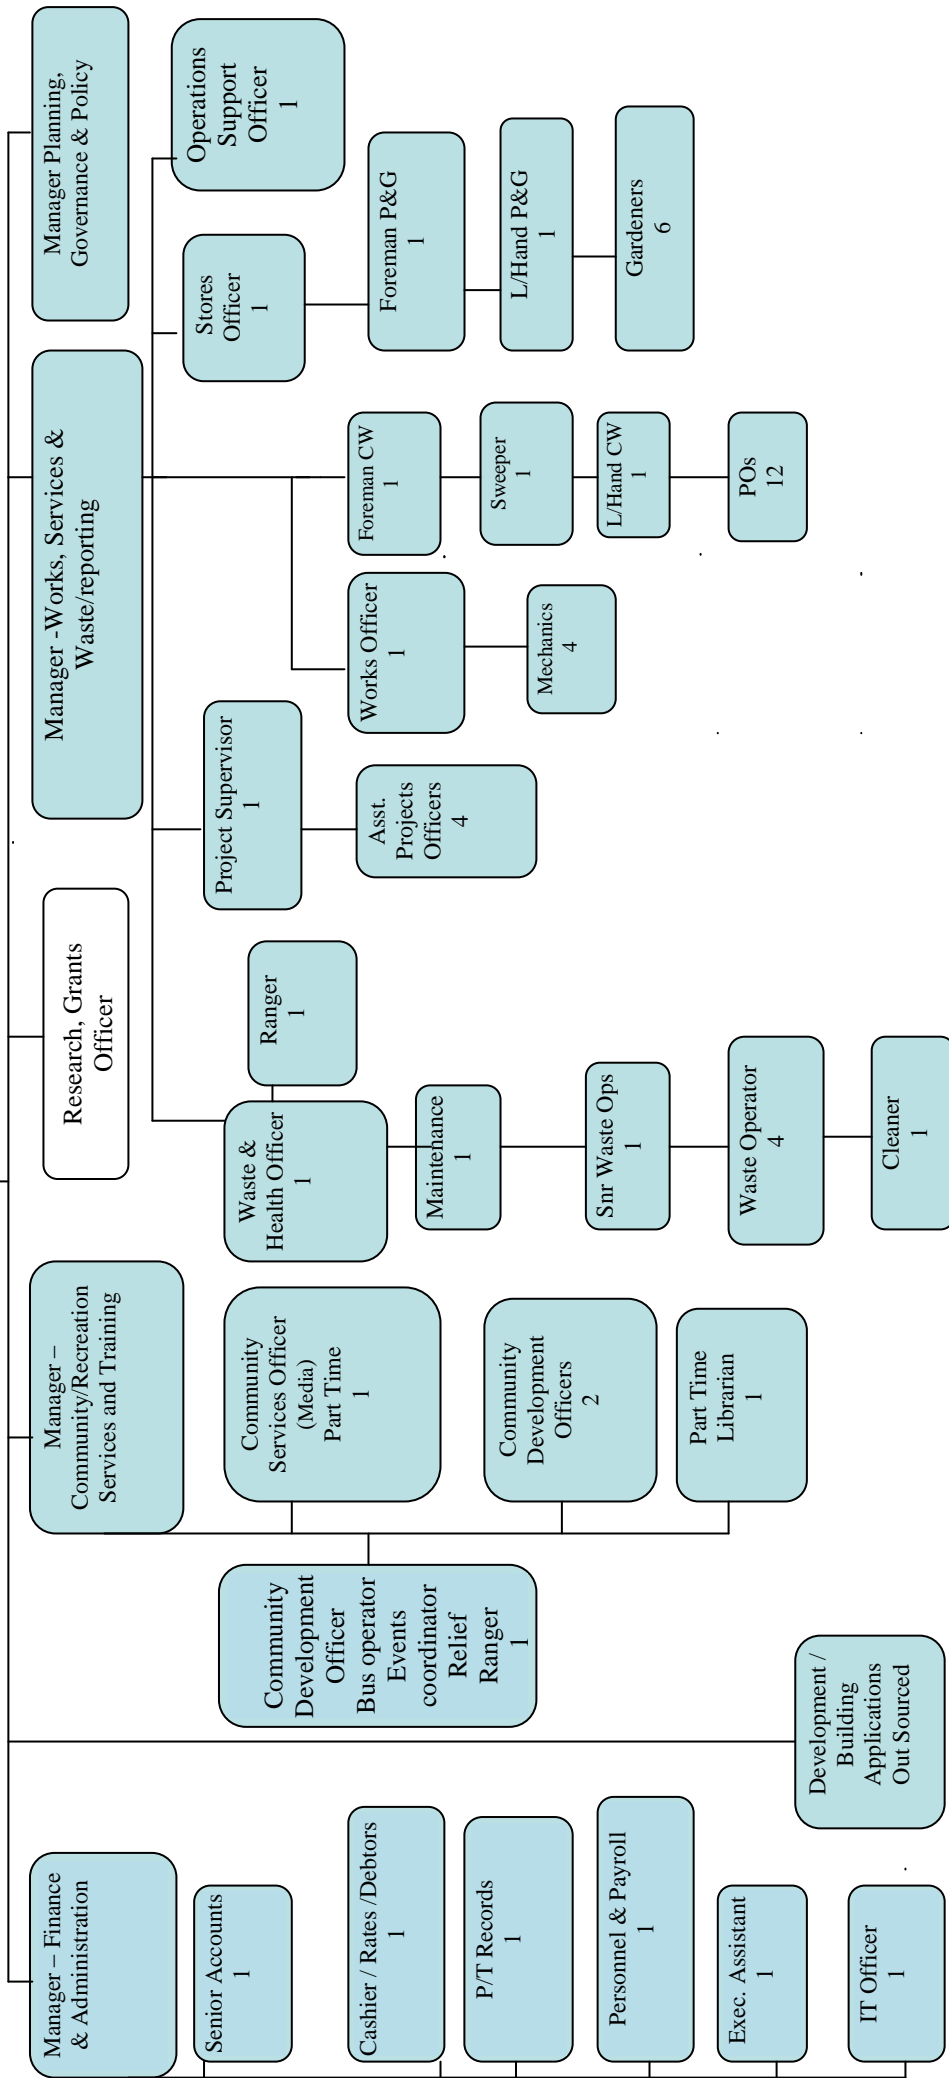 Manager – Finance
& Administration
Senior Accounts
1
Cashier / Rates /Debtors
1
P/T Records
1
Personnel & Payroll
1
Exec. Assistant
1
IT Officer
1
Development /
Building
Applications
Out Sourced
Manager –
Community/Recreation
Services and Training
Community
Development
Officer
Bus operator
Events
coordinator
Relief
Ranger
1
Community
Services Officer
(Media)
Part Time
1
Community
Development
Officers
2
Part Time
Librarian
1
Research, Grants
Officer
Manager -Works, Services &
Waste/reporting
Waste &
Health Officer
1
Ranger
1
Maintenance
1
Snr Waste Ops
1
Waste Operator
4
Cleaner
1
Project Supervisor
1
Asst.
Projects
Officers
4
Works Officer
1
Mechanics
4
Foreman CW
1
Sweeper
1
L/Hand CW
1
POs
12
Stores
Officer
1
Foreman P&G
1
L/Hand P&G
1
Gardeners
6
Operations
Support
Officer
1
Manager Planning,
Governance & Policy